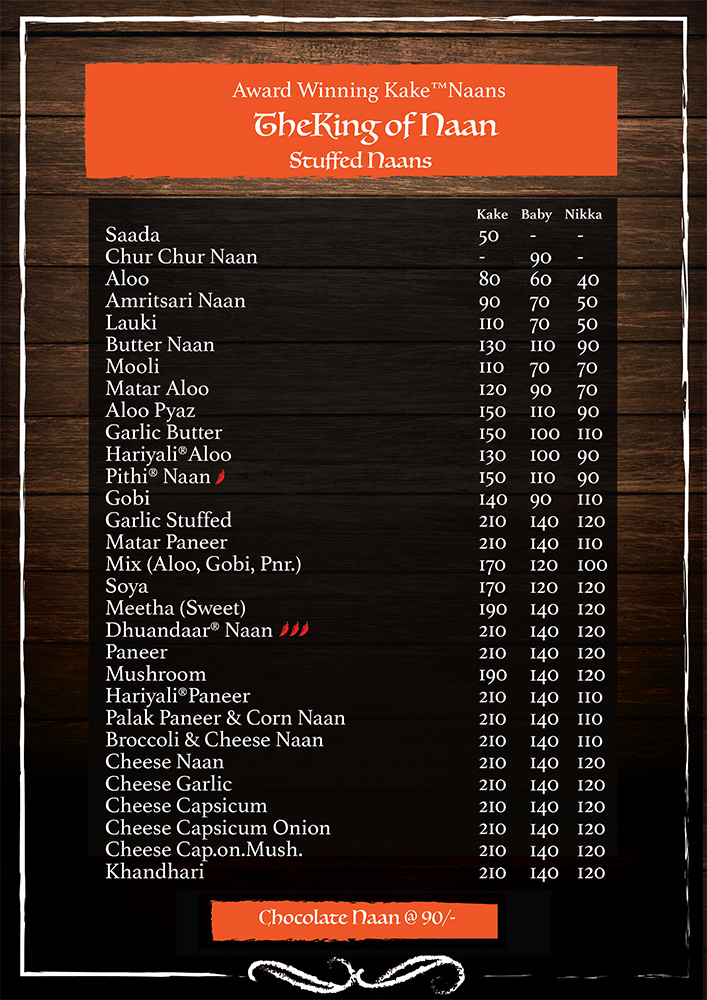 Award Winning Kake™Naans
TheKing of Naan
Stuffed Naans
Kake Baby Nikka
Saada 50 - -
Chur Chur Naan - 90 -
Aloo 80 60 40
Amritsari Naan 90 70 50
Lauki 110 70 50
Butter Naan 130 110 90
Mooli 110 70 70
Matar Aloo 120 90 70
Aloo Pyaz 150 110 90
Garlic Butter 150 100 110
Hariyali®Aloo 130 100 90
Pithi® Naan 150 110 90
Gobi 140 90 110
Garlic Stuffed 210 140 120
Matar Paneer 210 140 110
Mix (Aloo, Gobi, Pnr.) 170 120 100
Soya 170 120 120
Meetha (Sweet) 190 140 120
Dhuandaar® Naan 210 140 120
Paneer 210 140 120
Mushroom 190 140 120
Hariyali®Paneer 210 140 110
Palak Paneer & Corn Naan 210 140 110
Broccoli & Cheese Naan 210 140 110
Cheese Naan 210 140 120
Cheese Garlic 210 140 120
Cheese Capsicum 210 140 120
Cheese Capsicum Onion 210 140 120
Cheese Cap.on.Mush. 210 140 120
Khandhari 210 140 120
Chocolate Naan @ 90/-